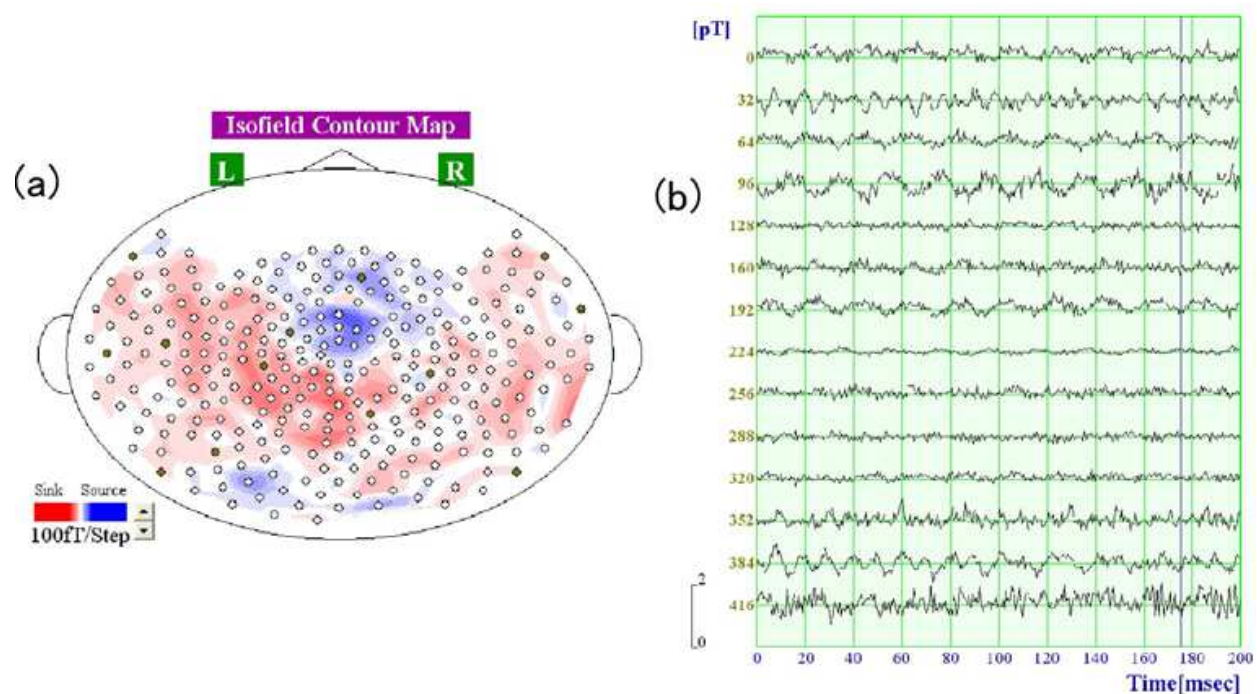 Isofield Contour Map
L
R
(a)
Sink Source
100fT/Step
(b)
[pT]
0
32
64
96
128
160
192
224
256
288
320
352
384
416
2
0
0 20 40 60 80 100 120 140 160 180 200
Time[msec]